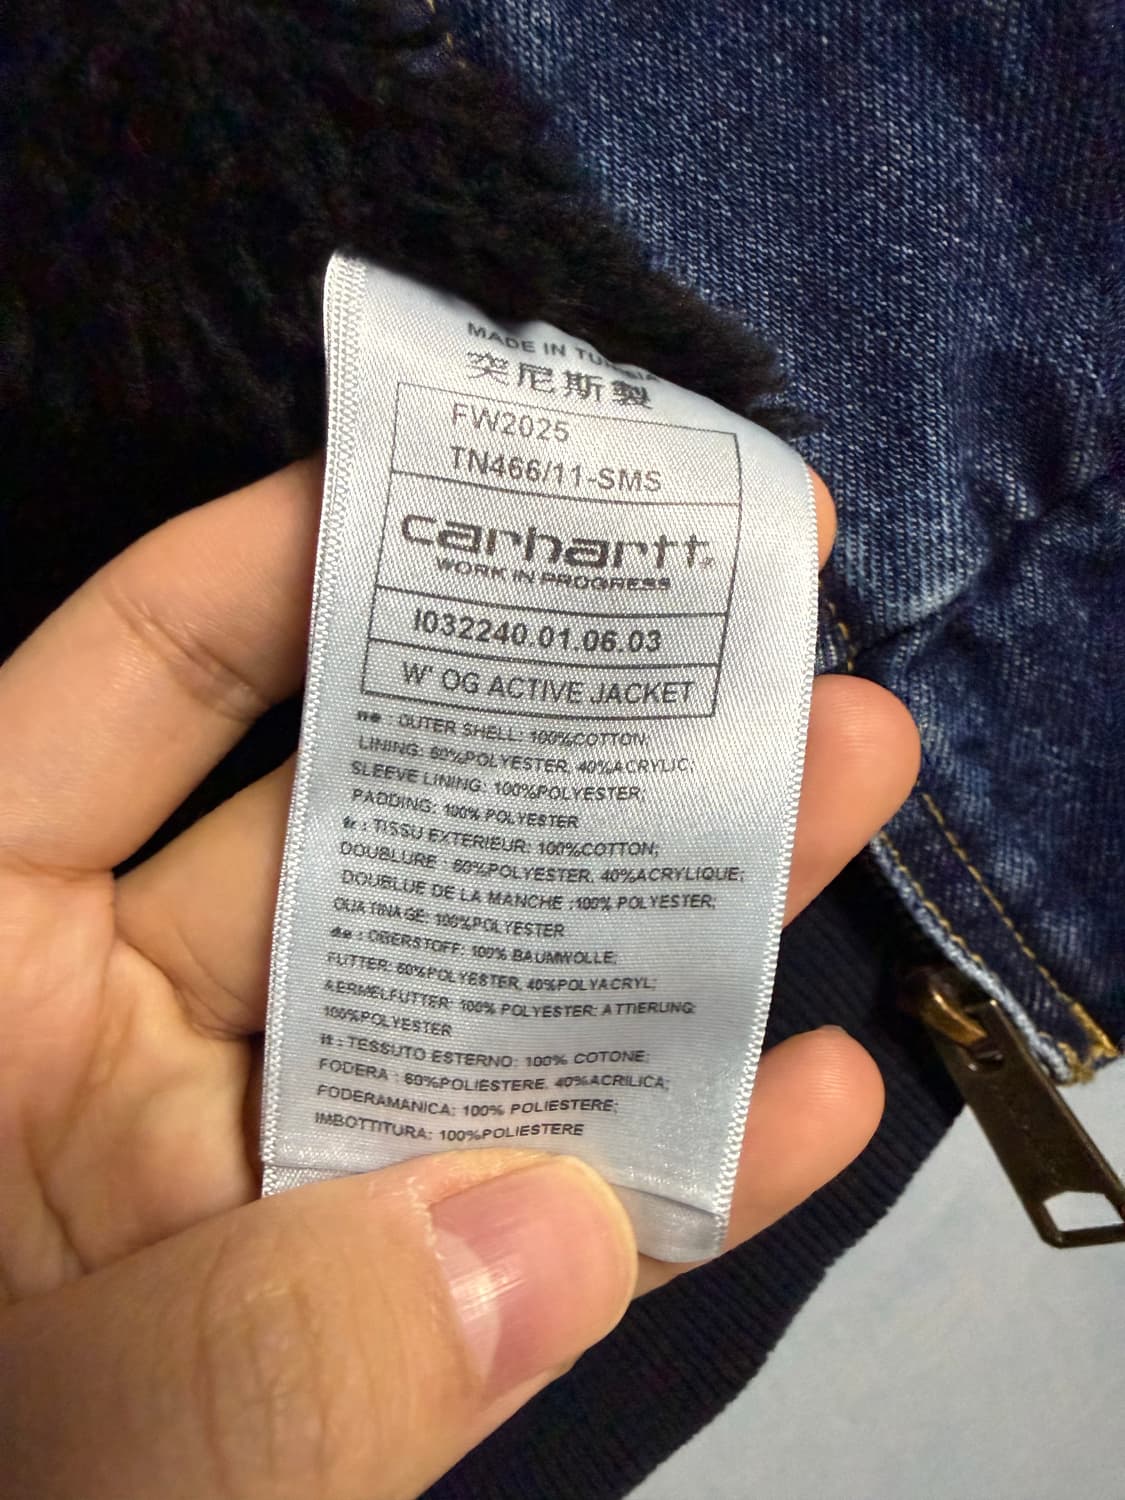 MADE IN TUNISIA
突尼斯製
FW2025
TN466/11-SMS
carhartt®
WORK IN PROGRESS
I032240.01.06.03
W' OG ACTIVE JACKET
OUTER SHELL: 100%COTTON;
LINING: 60%POLYESTER, 40%ACRYLIC;
SLEEVE LINING: 100%POLYESTER;
PADDING: 100% POLYESTER
fr : TISSU EXTERIEUR: 100%COTTON;
DOUBLURE : 60%POLYESTER, 40%ACRYLIQUE;
DOUBLUE DE LA MANCHE :100% POLYESTER;
OUATINAGE: 100%POLYESTER
de : OBERSTOFF: 100% BAUMWOLLE;
FUTTER: 60%POLYESTER, 40%POLYACRYL;
AERMELFUTTER: 100% POLYESTER; ATTIERUNG:
100%POLYESTER
it : TESSUTO ESTERNO: 100% COTONE;
FODERA : 60%POLIESTERE, 40%ACRILICA;
FODERAMANICA: 100% POLIESTERE;
IMBOTTITURA: 100%POLIESTERE